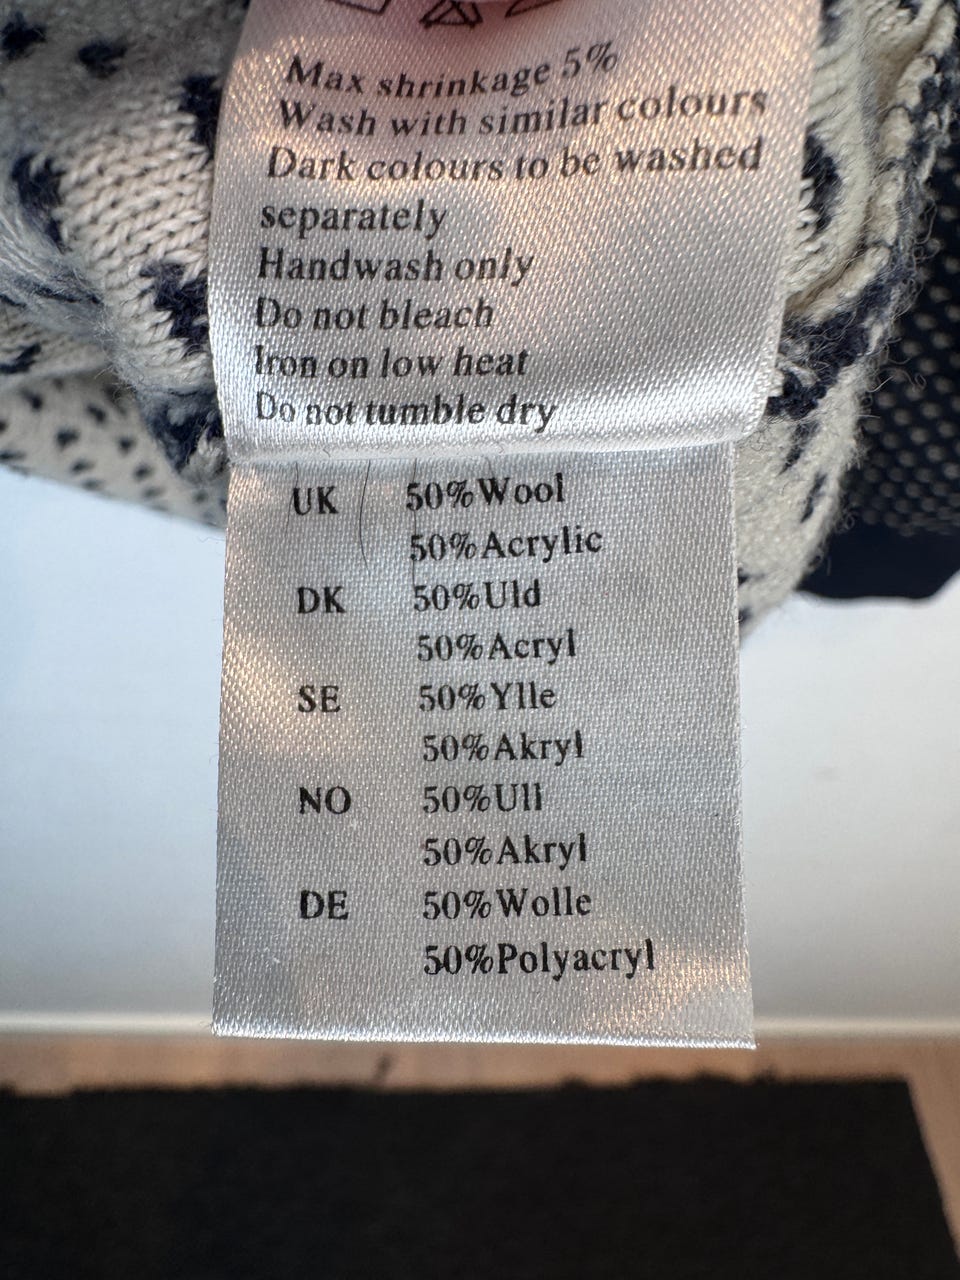 Max shrinkage 5%
Wash with similar colours
Dark colours to be washed
separately
Handwash only
Do not bleach
Iron on low heat
Do not tumble dry
UK 50%Wool
50%Acrylic
DK 50%Uld
50%Acryl
SE 50%Ylle
50%Akryl
NO 50%Ull
50%Akryl
DE 50%Wolle
50%Polyacryl